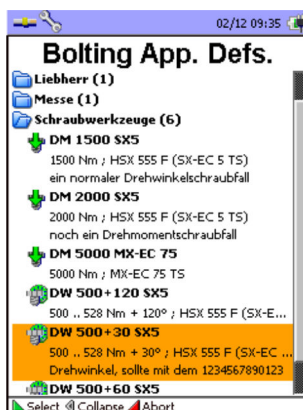 02/12 09:35
Bolting App. Defs.
Liebherr (1)
Messe (1)
Schraubwerkzeuge (6)
DM 1500 SX5
1500 Nm ; HSX 555 F (SX-EC 5 TS)
ein normaler Drehwinkelschraubfall
DM 2000 SX5
2000 Nm ; HSX 555 F (SX-EC 5 TS)
noch ein Drehmomentschraubfall
DM 5000 MX-EC 75
5000 Nm ; MX-EC 75 TS
DW 500+120 SX5
500 .. 528 Nm + 120° ; HSX 555 F (SX-E...
DW 500+30 SX5
500 .. 528 Nm + 30° ; HSX 555 F (SX-EC ...
Drehwinkel, sollte mit dem 1234567890123
DW 500+60 SX5
Select Collapse Abort